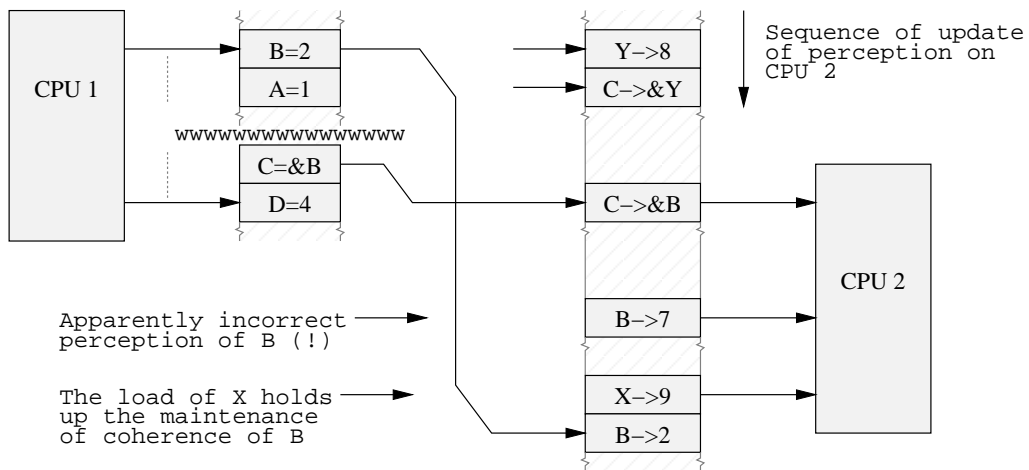 CPU 1
B=2
A=1
wwwwwwwwwwwwwwww
C=&B
D=4
Y−>8
C−>&Y
C−>&B
B−>7
X−>9
B−>2
Sequence of update
of perception on
CPU 2
CPU 2
Apparently incorrect
perception of B (!)
The load of X holds
up the maintenance
of coherence of B